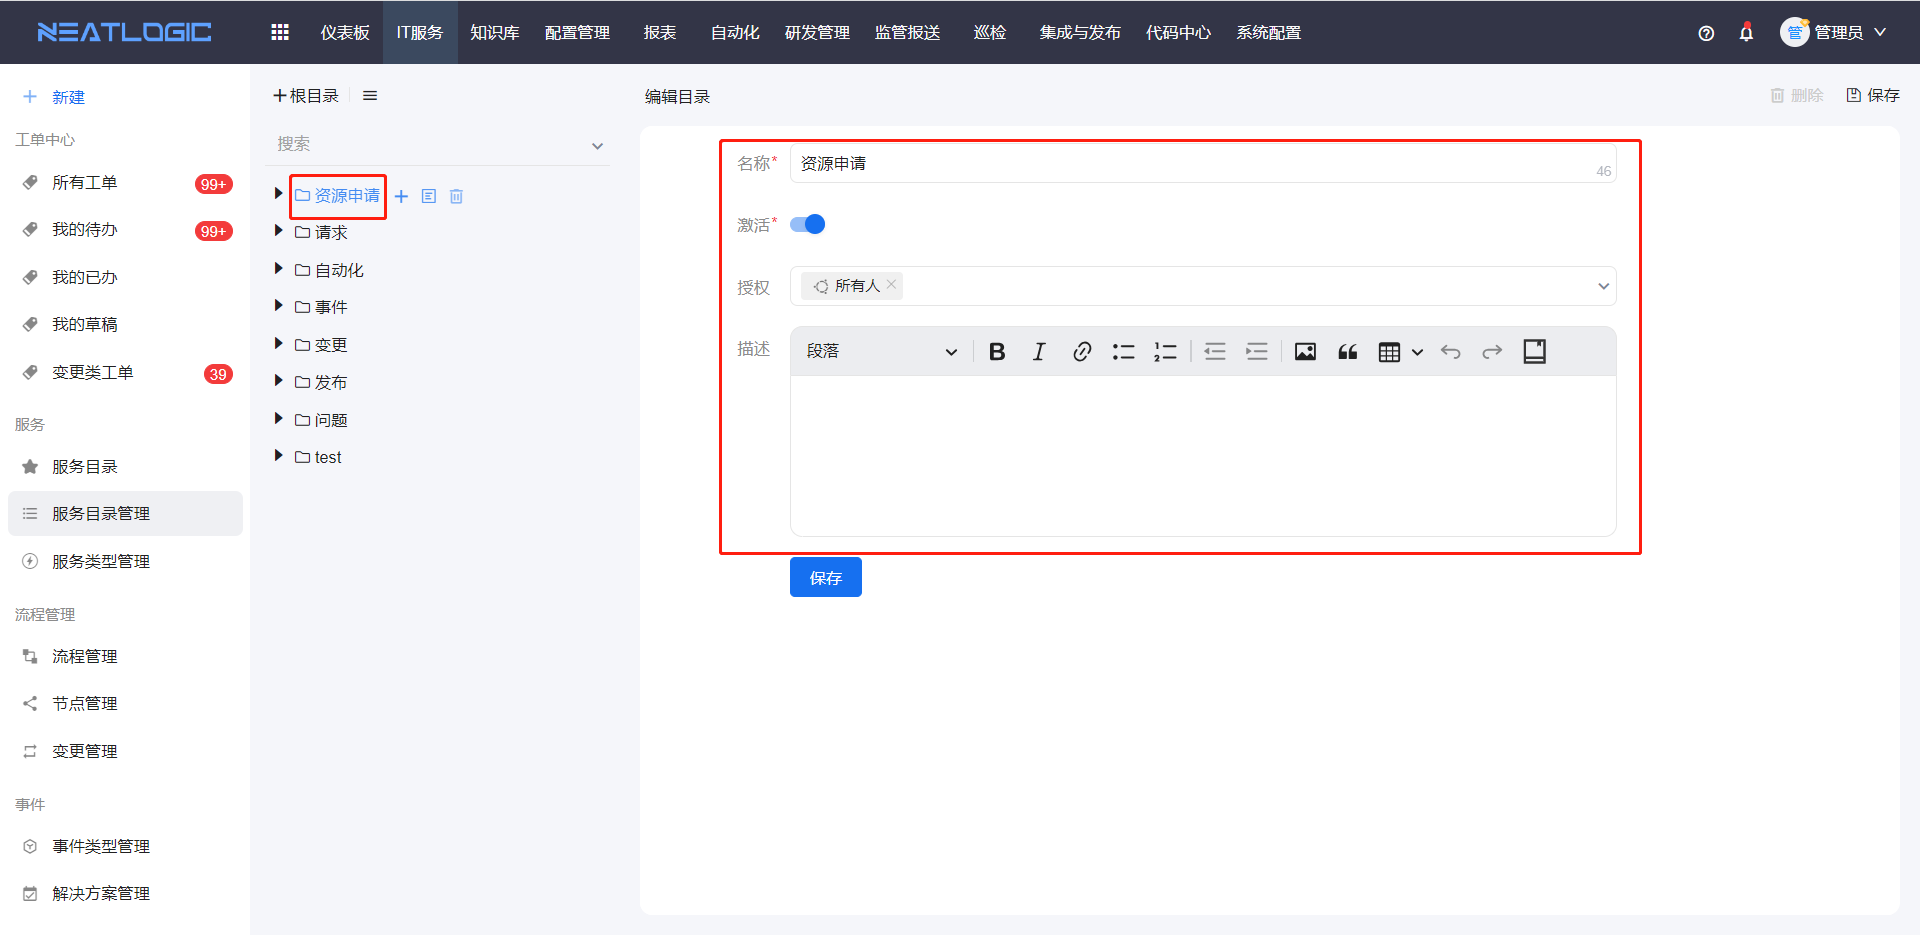 NEATLOGIC
仪表板 IT服务 知识库 配置管理 报表 自动化 研发管理 监管报送 巡检 集成与发布 代码中心 系统配置
管 管理员
新建
工单中心
所有工单 99+
我的待办 99+
我的已办
我的草稿
变更类工单 39
服务
服务目录
服务目录管理
服务类型管理
流程管理
流程管理
节点管理
变更管理
事件
事件类型管理
解决方案管理
根目录
搜索
资源申请
请求
自动化
事件
变更
发布
问题
test
编辑目录
删除 保存
名称* 资源申请 46
激活*
授权 所有人
描述 段落
保存